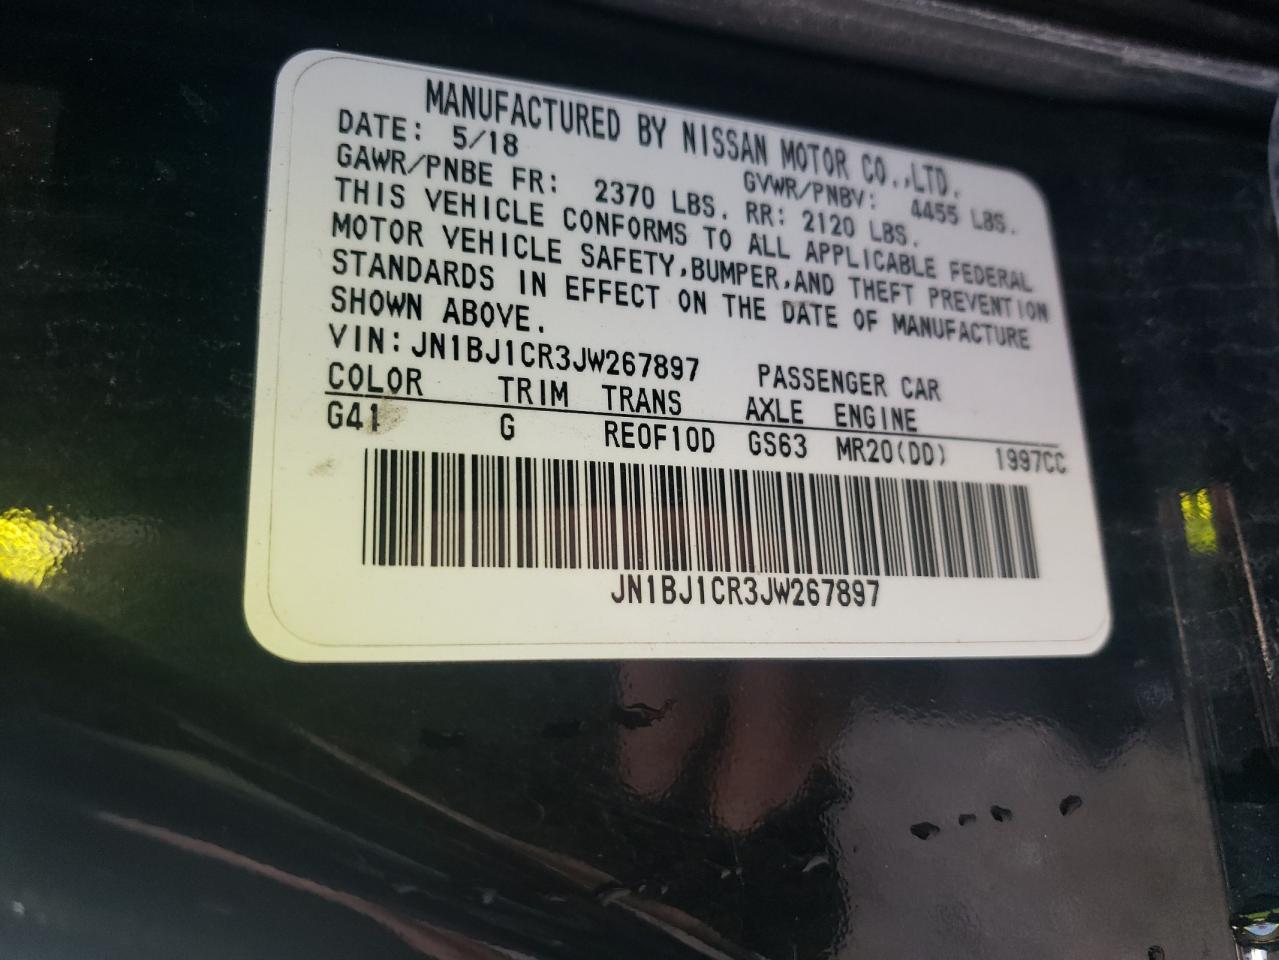 MANUFACTURED BY NISSAN MOTOR CO.,LTD.
DATE: 5/18 GVWR/PNBV: 4455 LBS.
GAWR/PNBE FR: 2370 LBS. RR: 2120 LBS.
THIS VEHICLE CONFORMS TO ALL APPLICABLE FEDERAL
MOTOR VEHICLE SAFETY,BUMPER,AND THEFT PREVENTION
STANDARDS IN EFFECT ON THE DATE OF MANUFACTURE
SHOWN ABOVE.
VIN: JN1BJ1CR3JW267897 PASSENGER CAR
COLOR TRIM TRANS AXLE ENGINE
G41 G RE0F10D GS63 MR20(DD) 1997CC
JN1BJ1CR3JW267897